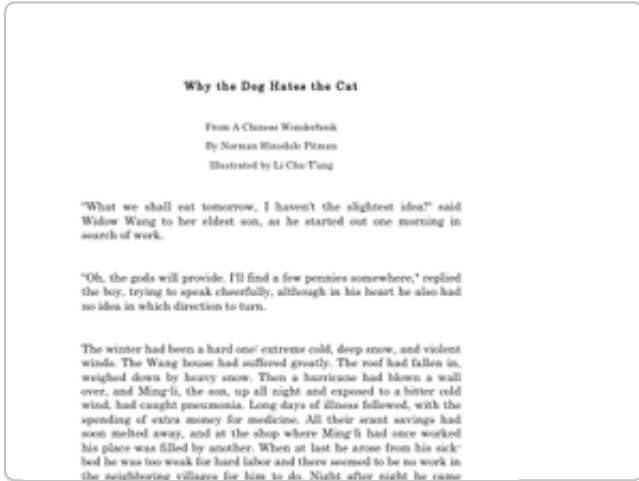 Why the Dog Hates the Cat
From A Chinese Wonderbook
By Norman Hinsdale Pitman
Illustrated by Li Chu-T'ang
"What we shall eat tomorrow, I haven't the slightest idea!" said
Widow Wang to her eldest son, as he started out one morning in
search of work.
"Oh, the gods will provide. I'll find a few pennies somewhere," replied
the boy, trying to speak cheerfully, although in his heart he also had
no idea in which direction to turn.
The winter had been a hard one: extreme cold, deep snow, and violent
winds. The Wang house had suffered greatly. The roof had fallen in,
weighed down by heavy snow. Then a hurricane had blown a wall
over, and Ming-li, the son, up all night and exposed to a bitter cold
wind, had caught pneumonia. Long days of illness followed, with the
spending of extra money for medicine. All their scant savings had
soon melted away, and at the shop where Ming-li had once worked
his place was filled by another. When at last he arose from his sick-
bed he was too weak for hard labor and there seemed to be no work in
the neighboring villages for him to do. Night after night he came